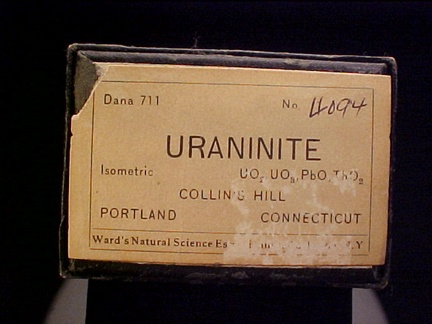 Dana 711 No. 4094
URANINITE
Isometric UO₂ UO₃ PbO ThO₂
COLLIN'S HILL
PORTLAND CONNECTICUT
Ward's Natural Science Es